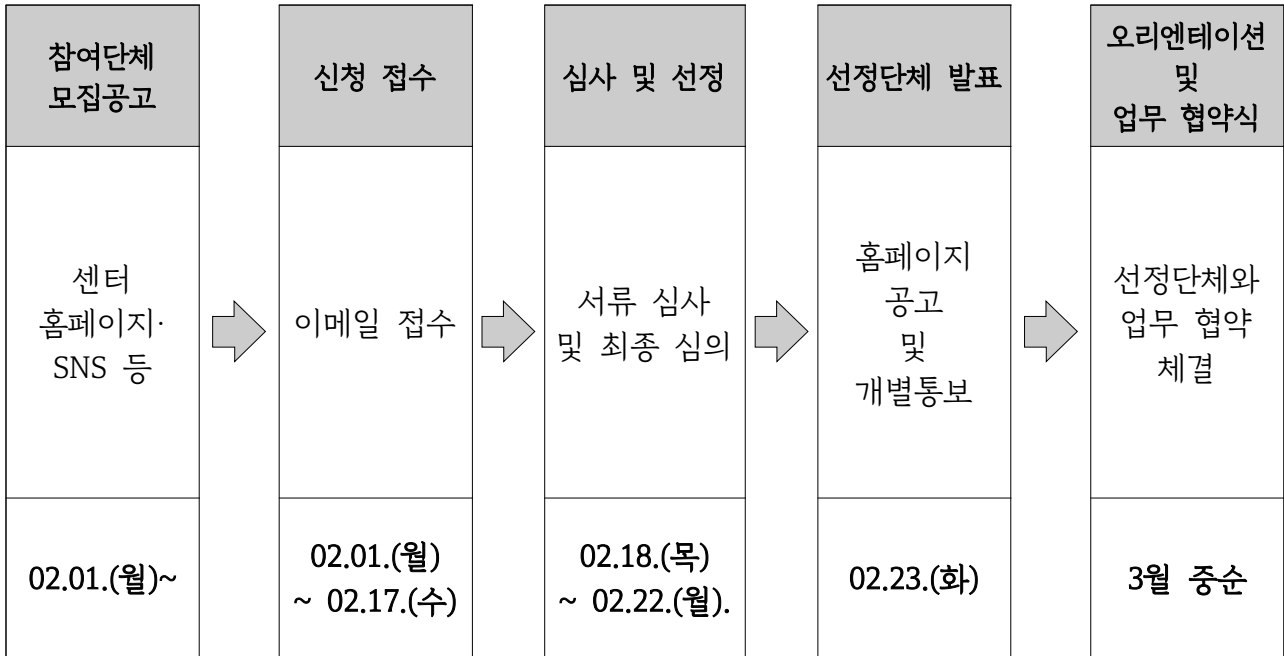 참여단체
모집공고
신청 접수
심사 및 선정
선정단체 발표
오리엔테이션
및
업무 협약식
센터
홈페이지·
SNS 등
이메일 접수
서류 심사
및 최종 심의
홈페이지
공고
및
개별통보
선정단체와
업무 협약
체결
02.01.(월)~
02.01.(월)
~ 02.17.(수)
02.18.(목)
~ 02.22.(월).
02.23.(화)
3월 중순